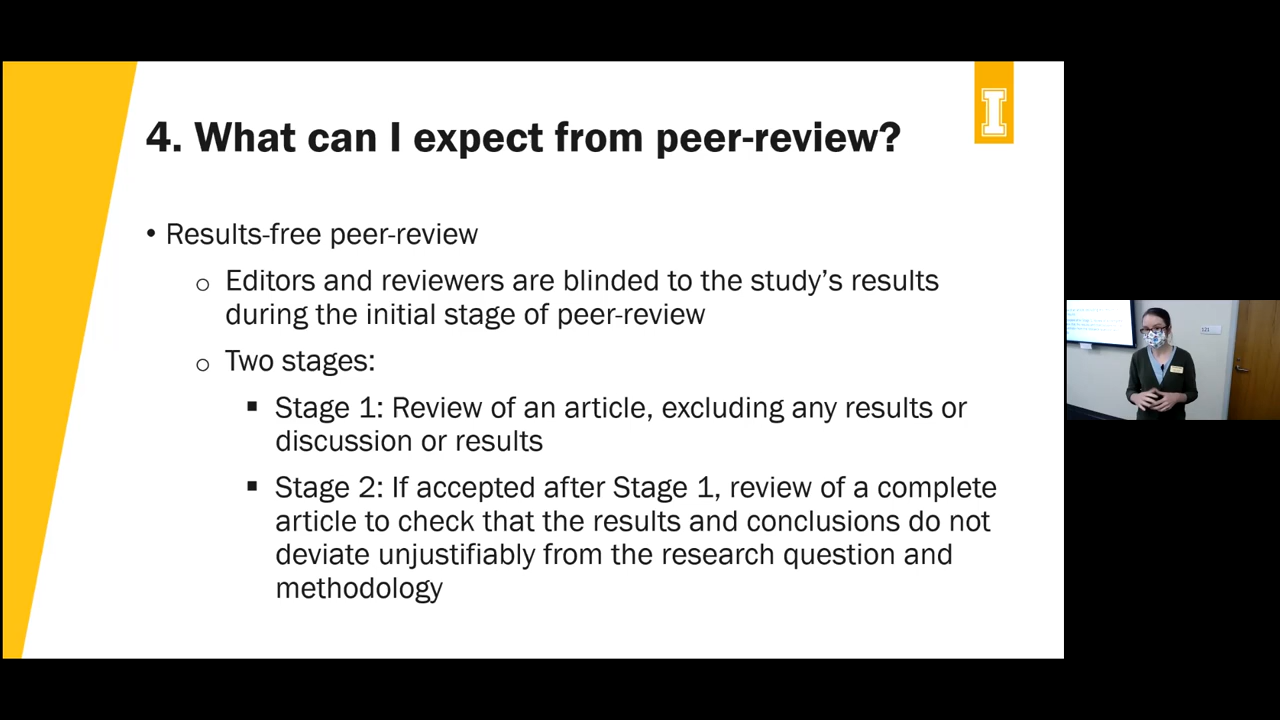 I
4. What can I expect from peer-review?
• Results-free peer-review
o Editors and reviewers are blinded to the study’s results
during the initial stage of peer-review
o Two stages:
▪ Stage 1: Review of an article, excluding any results or
discussion or results
▪ Stage 2: If accepted after Stage 1, review of a complete
article to check that the results and conclusions do not
deviate unjustifiably from the research question and
methodology